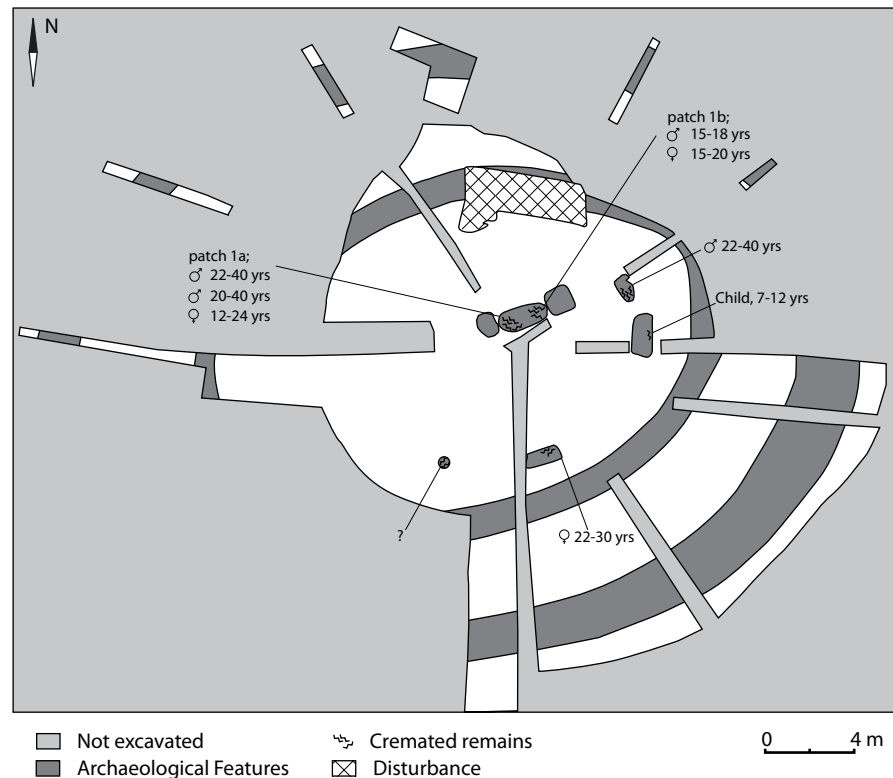 N
patch 1b;
♂ 15-18 yrs
♀ 15-20 yrs
patch 1a;
♂ 22-40 yrs
♂ 20-40 yrs
♀ 12-24 yrs
♂ 22-40 yrs
Child, 7-12 yrs
?
♀ 22-30 yrs
Not excavated
Cremated remains
0 4 m
Archaeological Features
Disturbance